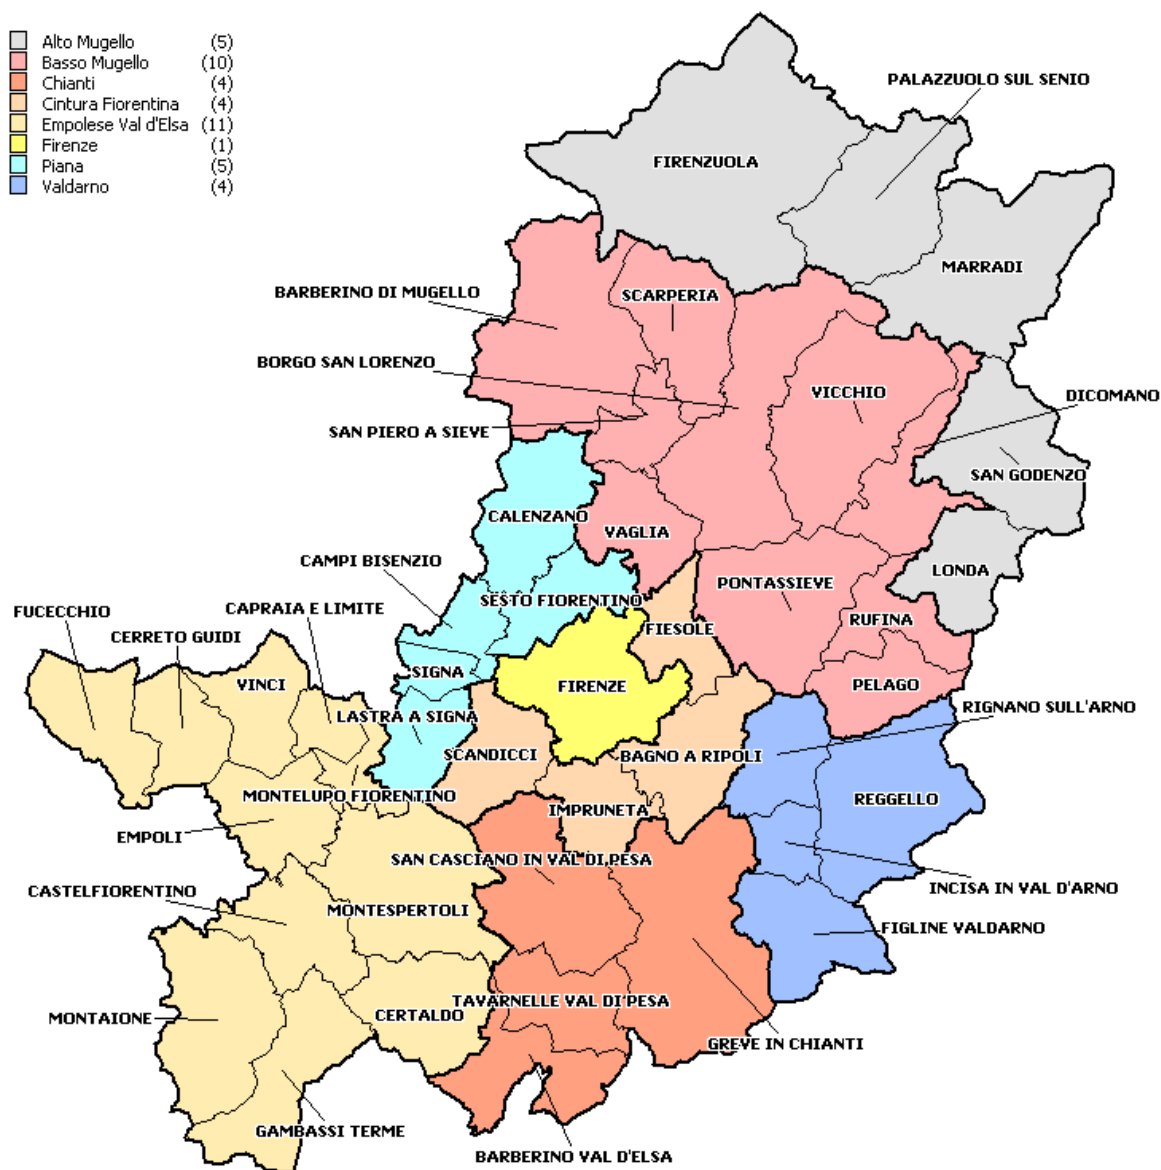 Alto Mugello (5)
Basso Mugello (10)
Chianti (4)
Cintura Fiorentina (4)
Empolese Val d'Elsa (11)
Firenze (1)
Piana (5)
Valdarno (4)
PALAZZUOLO SUL SENIO
FIRENZUOLA
MARRADI
BARBERINO DI MUGELLO
SCARPERIA
BORGO SAN LORENZO
VICCHIO
DICOMANO
SAN PIERO A SIEVE
SAN GODENZO
CALENZANO
VAGLIA
CAMPI BISENZIO
LONDA
PONTASSIEVE
SESTO FIORENTINO
FUCECCHIO
CAPRAIA E LIMITE
CERRETO GUIDI
FIESOLE
RUFINA
SIGNA
VINCI
FIRENZE
PELAGO
RIGNANO SULL'ARNO
LASTRA A SIGNA
SCANDICCI
BAGNO A RIPOLI
MONTELUPO FIORENTINO
REGGELLO
IMPRUNETA
EMPOLI
SAN CASCIANO IN VAL DI PESA
INCISA IN VAL D'ARNO
CASTELFIORENTINO
MONTESPERTOLI
FIGLINE VALDARNO
TAVARNELLE VAL DI PESA
MONTAIONE
CERTALDO
GREVE IN CHIANTI
GAMBASSI TERME
BARBERINO VAL D'ELSA